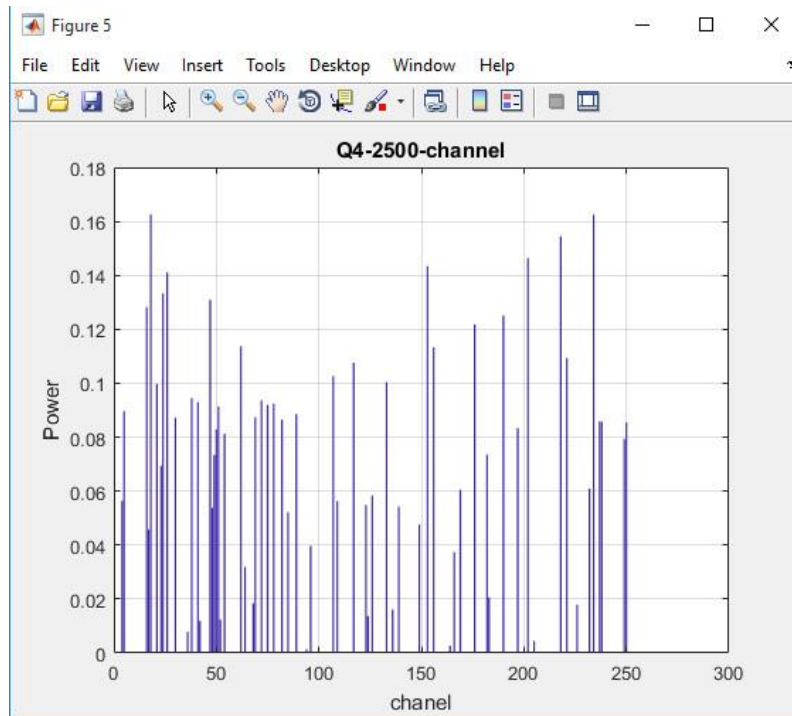 Figure 5
File Edit View Insert Tools Desktop Window Help
Q4-2500-channel
0.18
0.16
0.14
0.12
0.1
0.08
0.06
0.04
0.02
0
Power
0 50 100 150 200 250 300
chanel